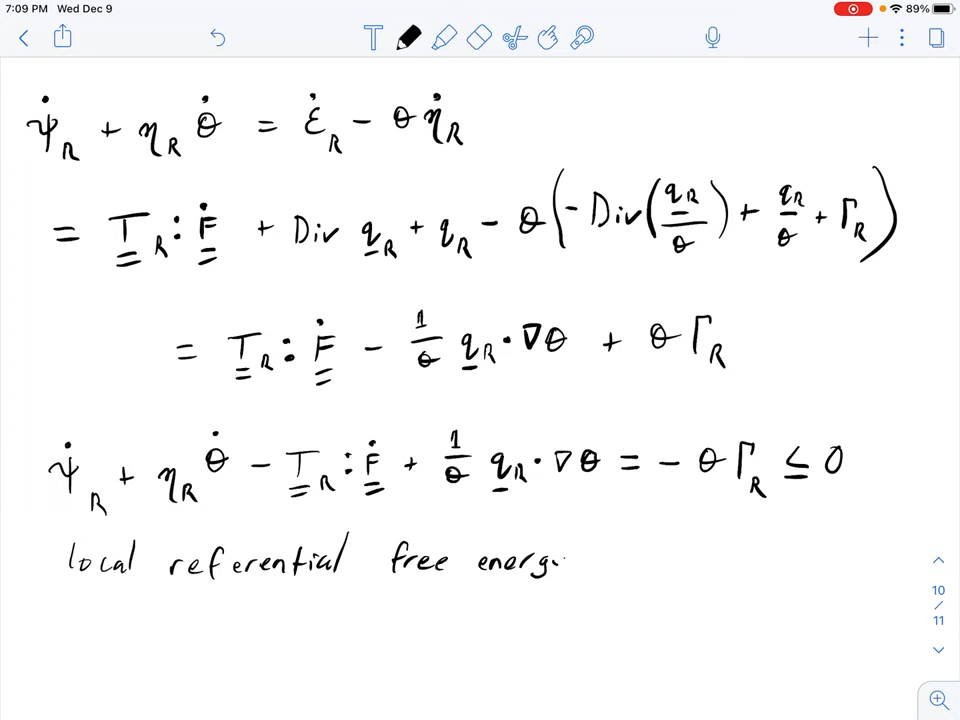 7:09 PM Wed Dec 9 89%
ψ̇_R + η_R θ̇ = ε̇_R − θ η̇_R
= T_R : Ḟ + Div q_R + q_R − θ(−Div(q_R/θ) + q_R/θ + Γ_R)
= T_R : Ḟ − 1/θ q_R · ∇θ + θ Γ_R
ψ̇_R + η_R θ̇ − T_R : Ḟ + 1/θ q_R · ∇θ = − θ Γ_R ≤ 0
local referential free energy
10
/
11